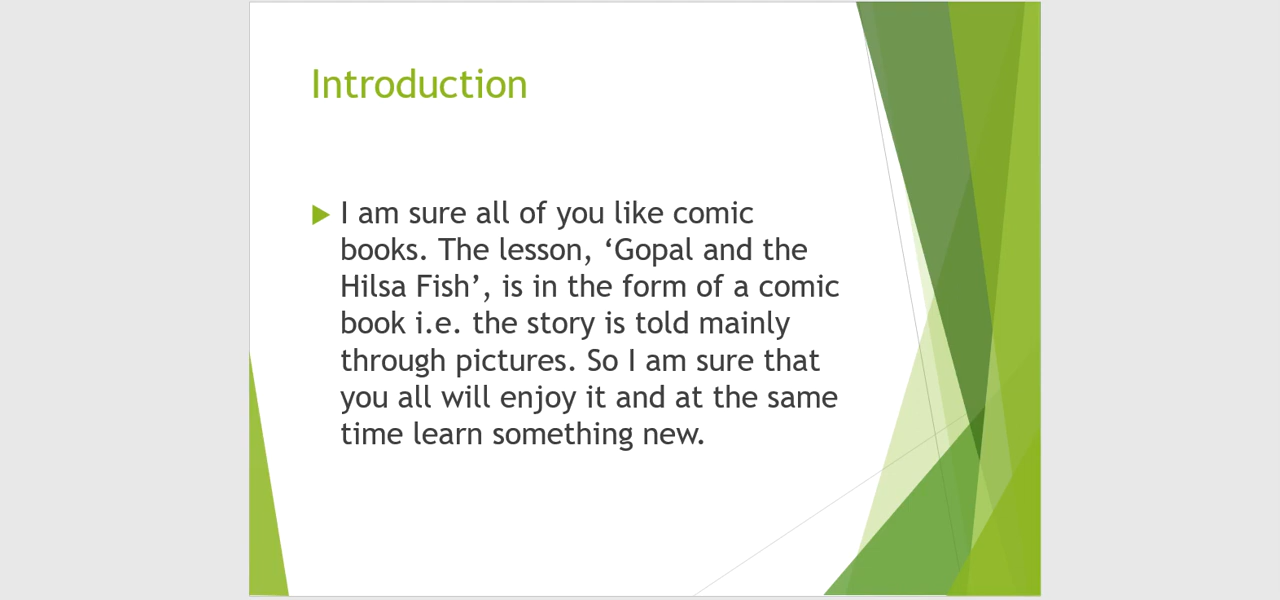 Introduction
I am sure all of you like comic
books. The lesson, ‘Gopal and the
Hilsa Fish’, is in the form of a comic
book i.e. the story is told mainly
through pictures. So I am sure that
you all will enjoy it and at the same
time learn something new.